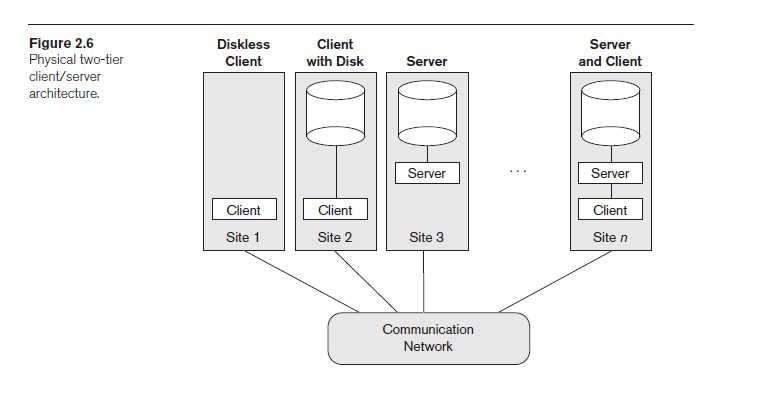 Figure 2.6
Physical two-tier
client/server
architecture.
Diskless
Client
Client
with Disk
Server
Server
and Client
Server
. . .
Server
Client
Client
Client
Site 1
Site 2
Site 3
Site n
Communication
Network